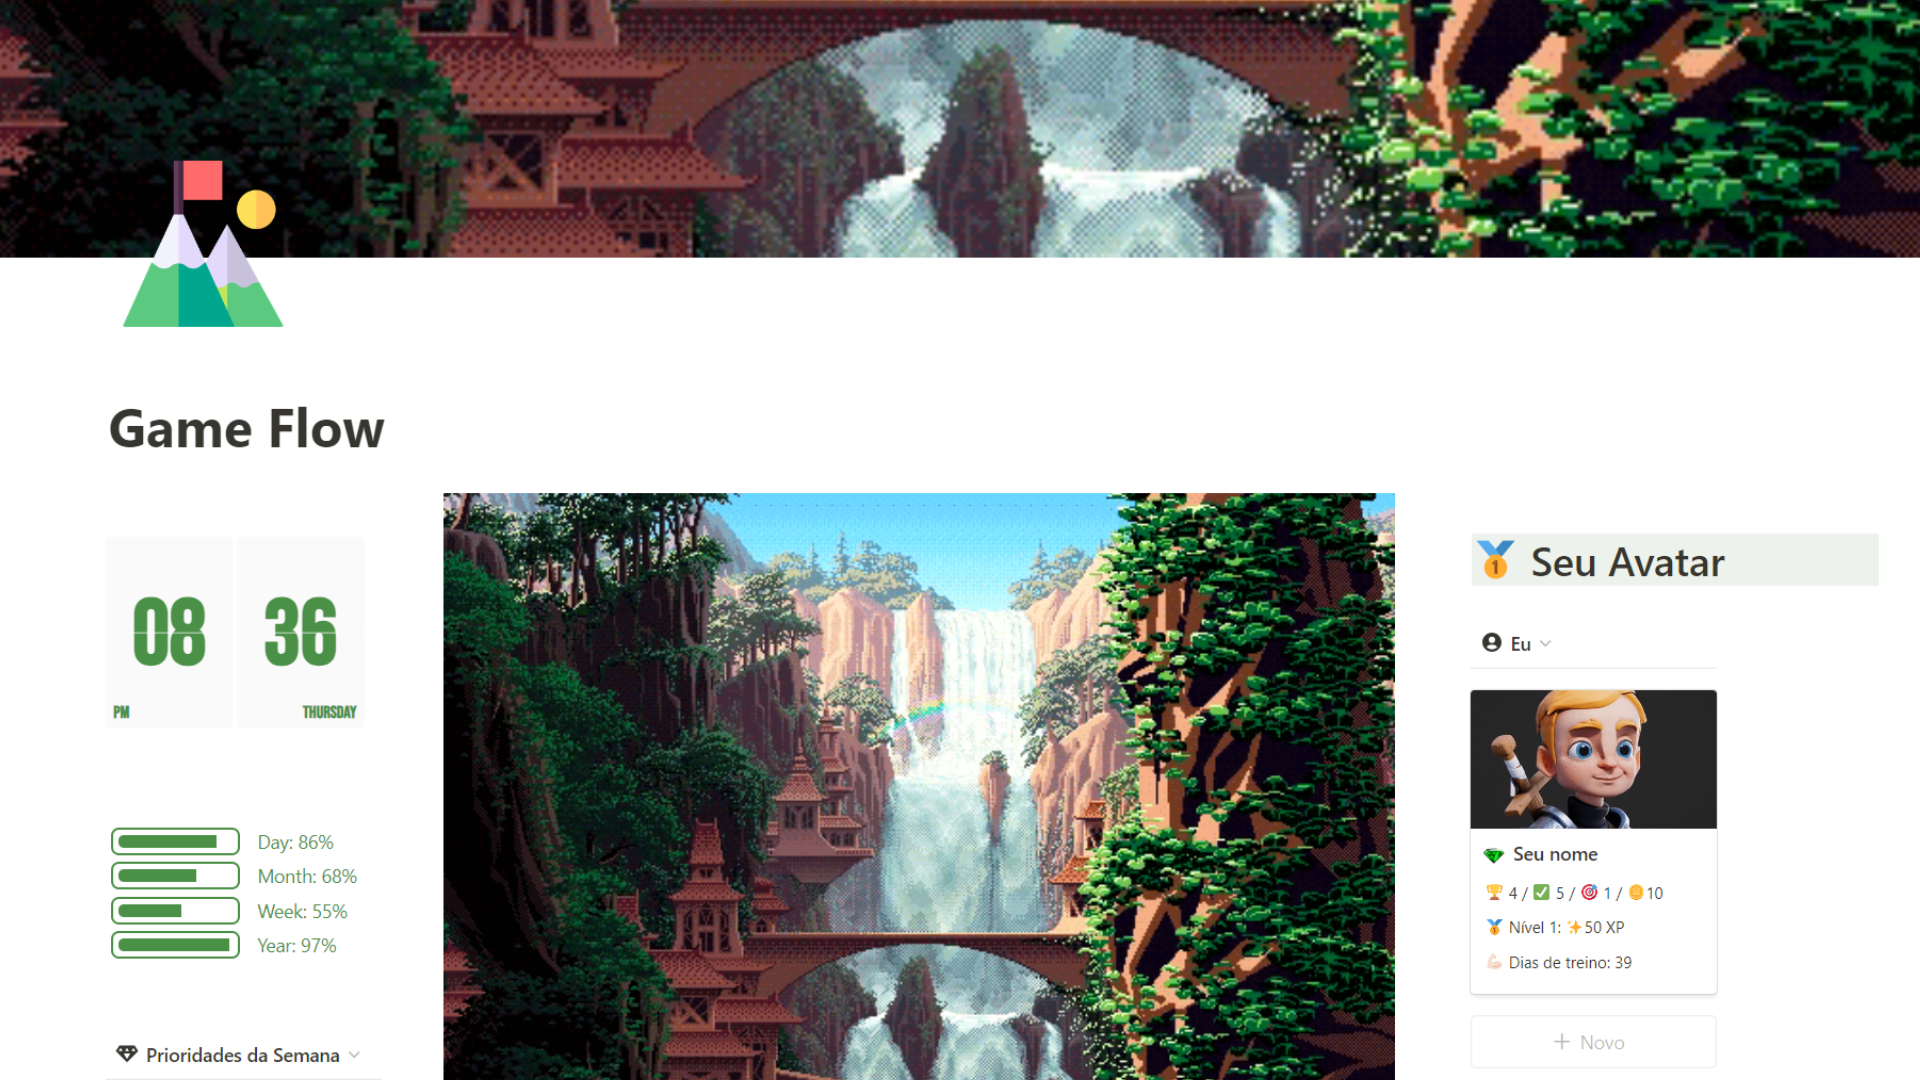 Game Flow
08 36
PM THURSDAY
Day: 86%
Month: 68%
Week: 55%
Year: 97%
Prioridades da Semana
1 Seu Avatar
Eu
Seu nome
4 / 5 / 1 / 10
Nível 1: 50 XP
Dias de treino: 39
+ Novo